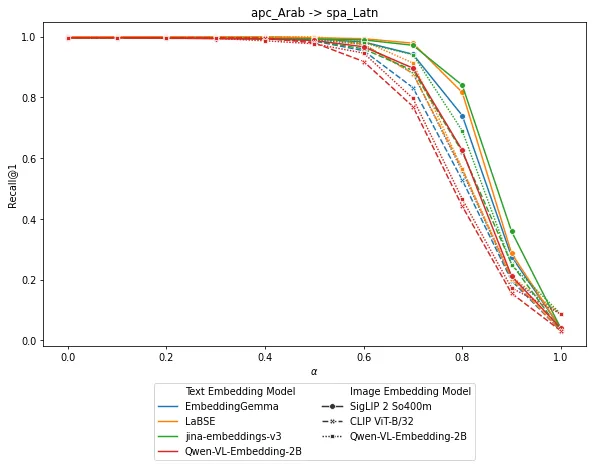 apc_Arab -> spa_Latn
1.0
0.8
0.6
0.4
0.2
0.0
Recall@1
0.0 0.2 0.4 0.6 0.8 1.0
α
Text Embedding Model Image Embedding Model
EmbeddingGemma SigLIP 2 So400m
LaBSE CLIP ViT-B/32
jina-embeddings-v3 Qwen-VL-Embedding-2B
Qwen-VL-Embedding-2B